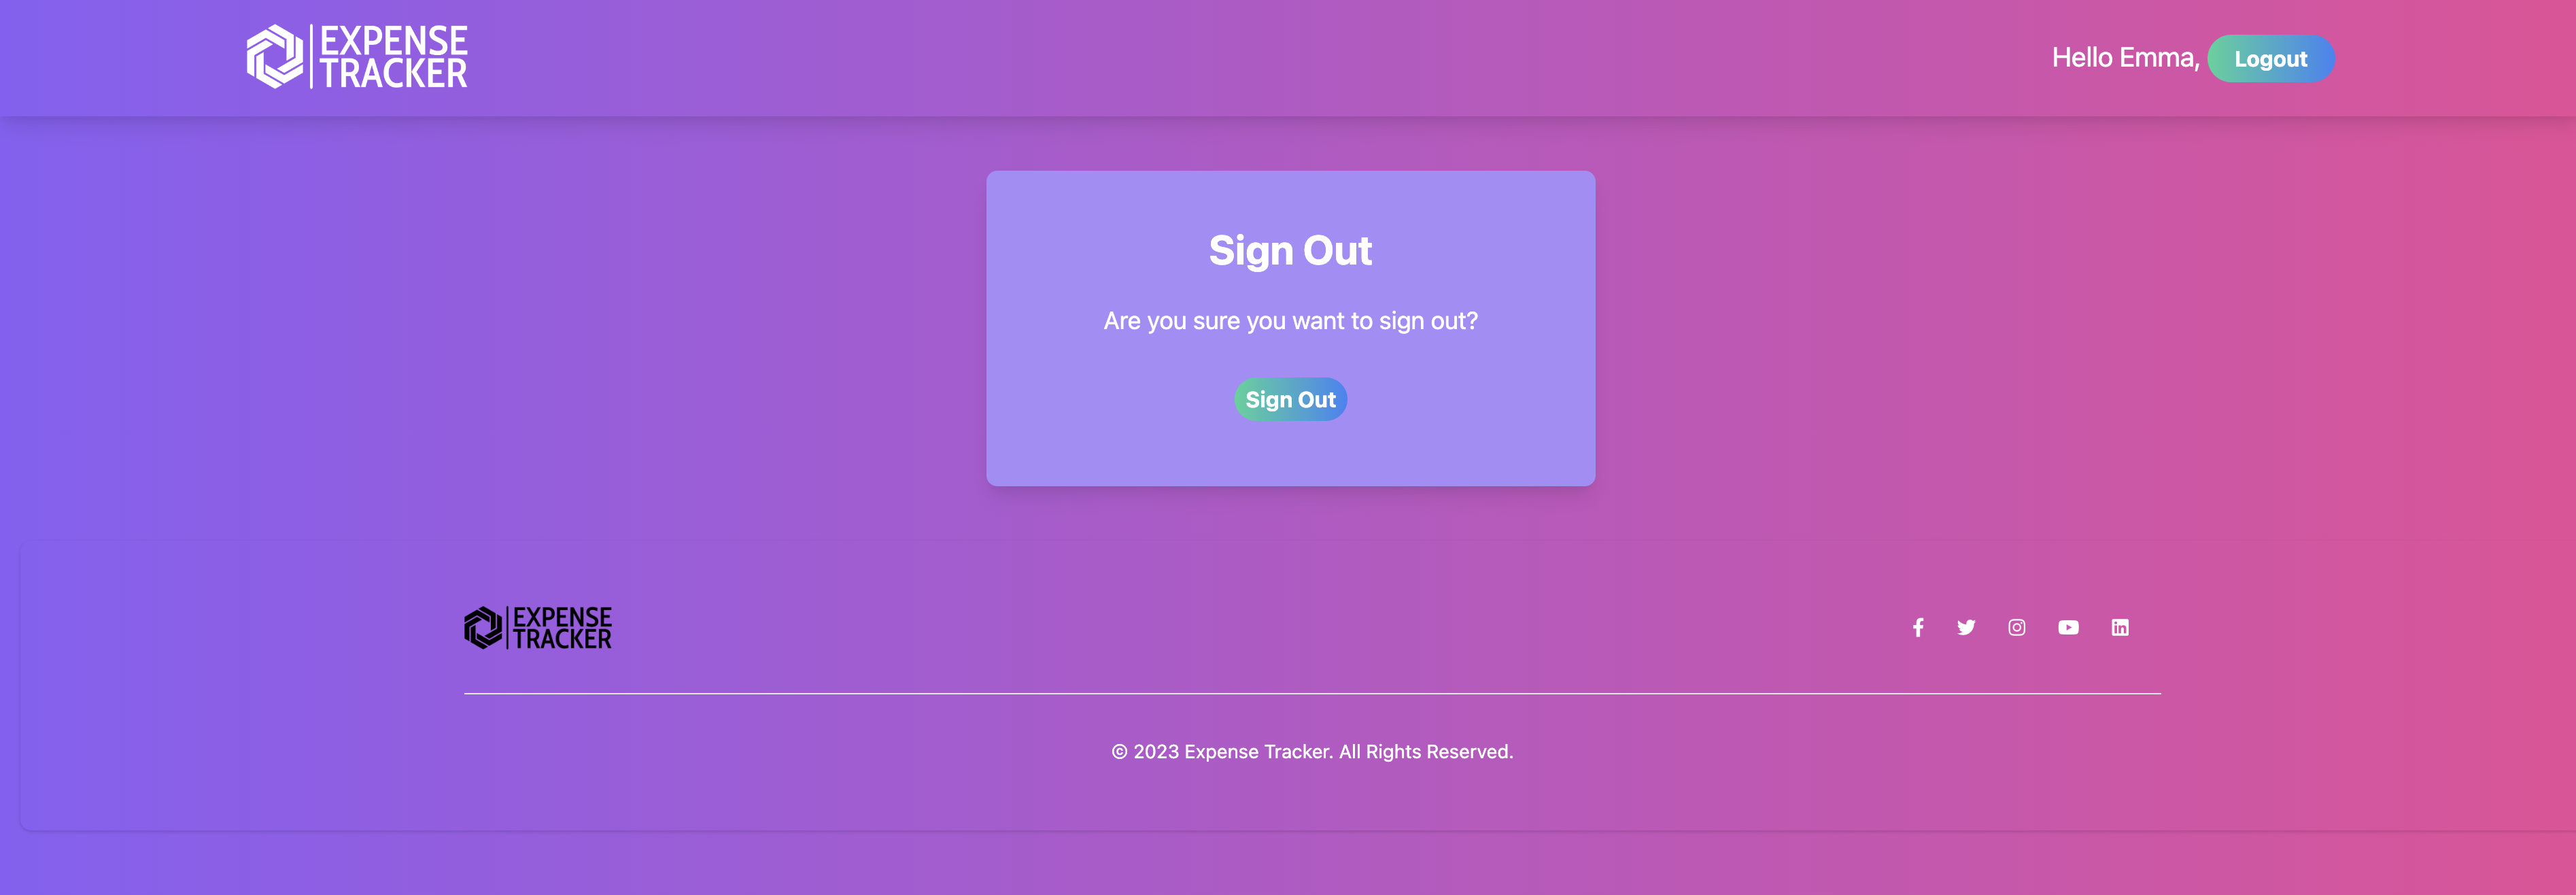 EXPENSE
TRACKER
Hello Emma, Logout
Sign Out
Are you sure you want to sign out?
Sign Out
EXPENSE
TRACKER
© 2023 Expense Tracker. All Rights Reserved.